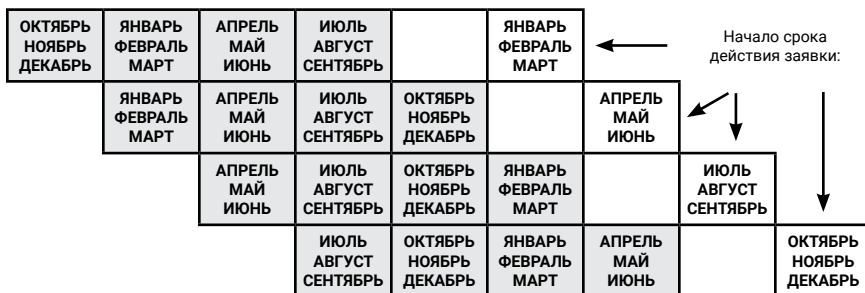 ОКТЯБРЬ ЯНВАРЬ АПРЕЛЬ ИЮЛЬ ЯНВАРЬ
НОЯБРЬ ФЕВРАЛЬ МАЙ АВГУСТ ФЕВРАЛЬ
ДЕКАБРЬ МАРТ ИЮНЬ СЕНТЯБРЬ МАРТ
Начало срока
действия заявки:
ЯНВАРЬ АПРЕЛЬ ИЮЛЬ ОКТЯБРЬ АПРЕЛЬ
ФЕВРАЛЬ МАЙ АВГУСТ НОЯБРЬ МАЙ
МАРТ ИЮНЬ СЕНТЯБРЬ ДЕКАБРЬ ИЮНЬ
АПРЕЛЬ ИЮЛЬ ОКТЯБРЬ ЯНВАРЬ ИЮЛЬ
МАЙ АВГУСТ НОЯБРЬ ФЕВРАЛЬ АВГУСТ
ИЮНЬ СЕНТЯБРЬ ДЕКАБРЬ МАРТ СЕНТЯБРЬ
ИЮЛЬ ОКТЯБРЬ ЯНВАРЬ АПРЕЛЬ ОКТЯБРЬ
АВГУСТ НОЯБРЬ ФЕВРАЛЬ МАЙ НОЯБРЬ
СЕНТЯБРЬ ДЕКАБРЬ МАРТ ИЮНЬ ДЕКАБРЬ